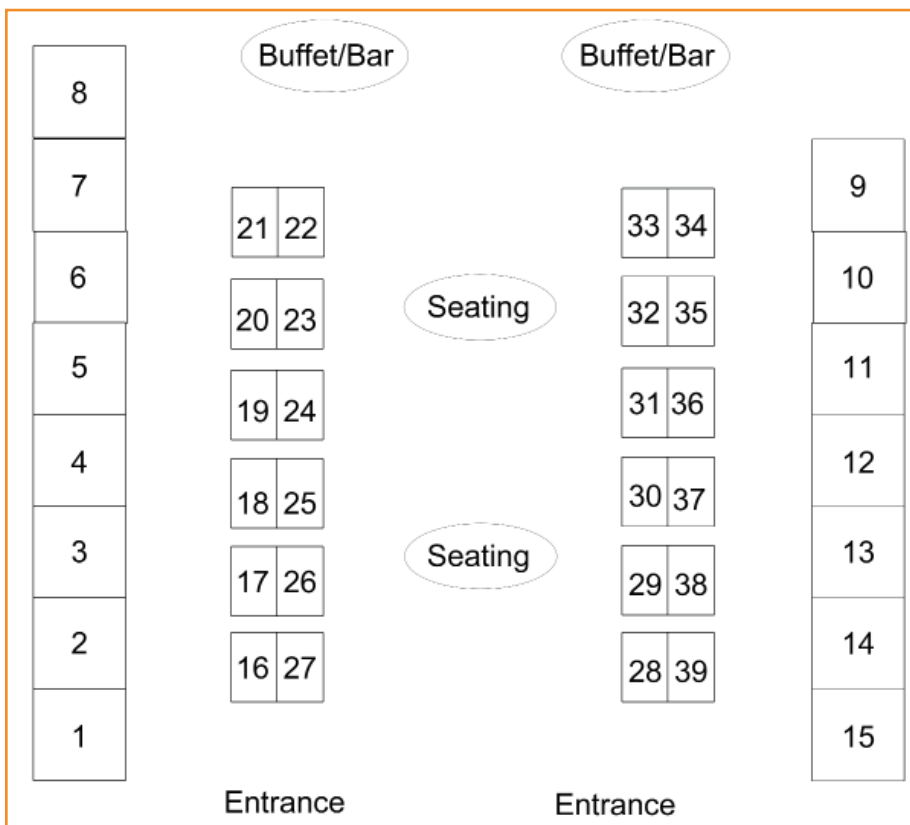 Buffet/Bar Buffet/Bar
8
7 9
21 22 33 34
6 10
20 23 Seating 32 35
5 11
19 24 31 36
4 12
18 25 30 37
3 Seating 13
17 26 29 38
2 14
16 27 28 39
1 15
Entrance Entrance